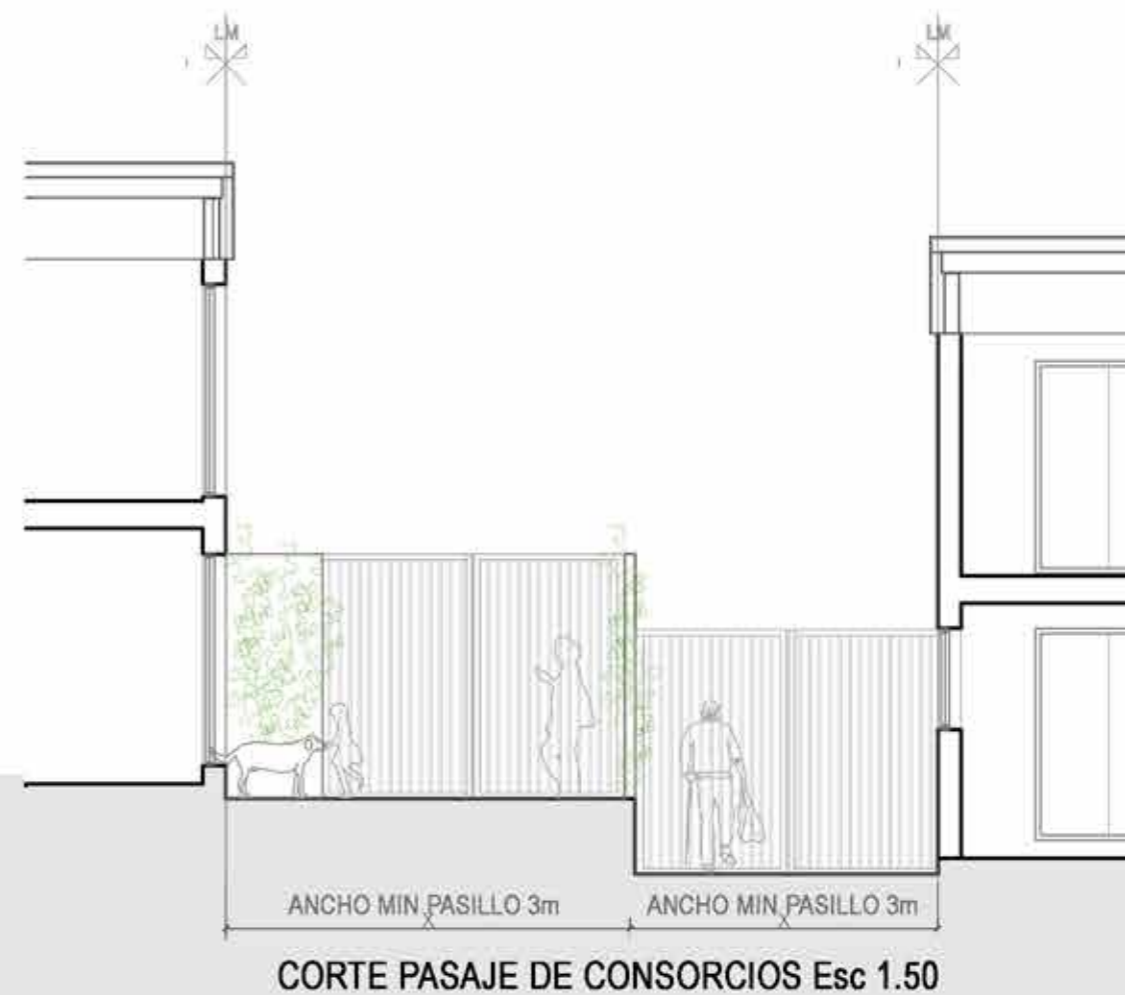 LM LM
ANCHO MIN PASILLO 3m ANCHO MIN PASILLO 3m
X X
CORTE PASAJE DE CONSORCIOS Esc 1.50